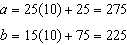 a = 25(10) + 25 = 275
b = 15(10) + 75 = 225